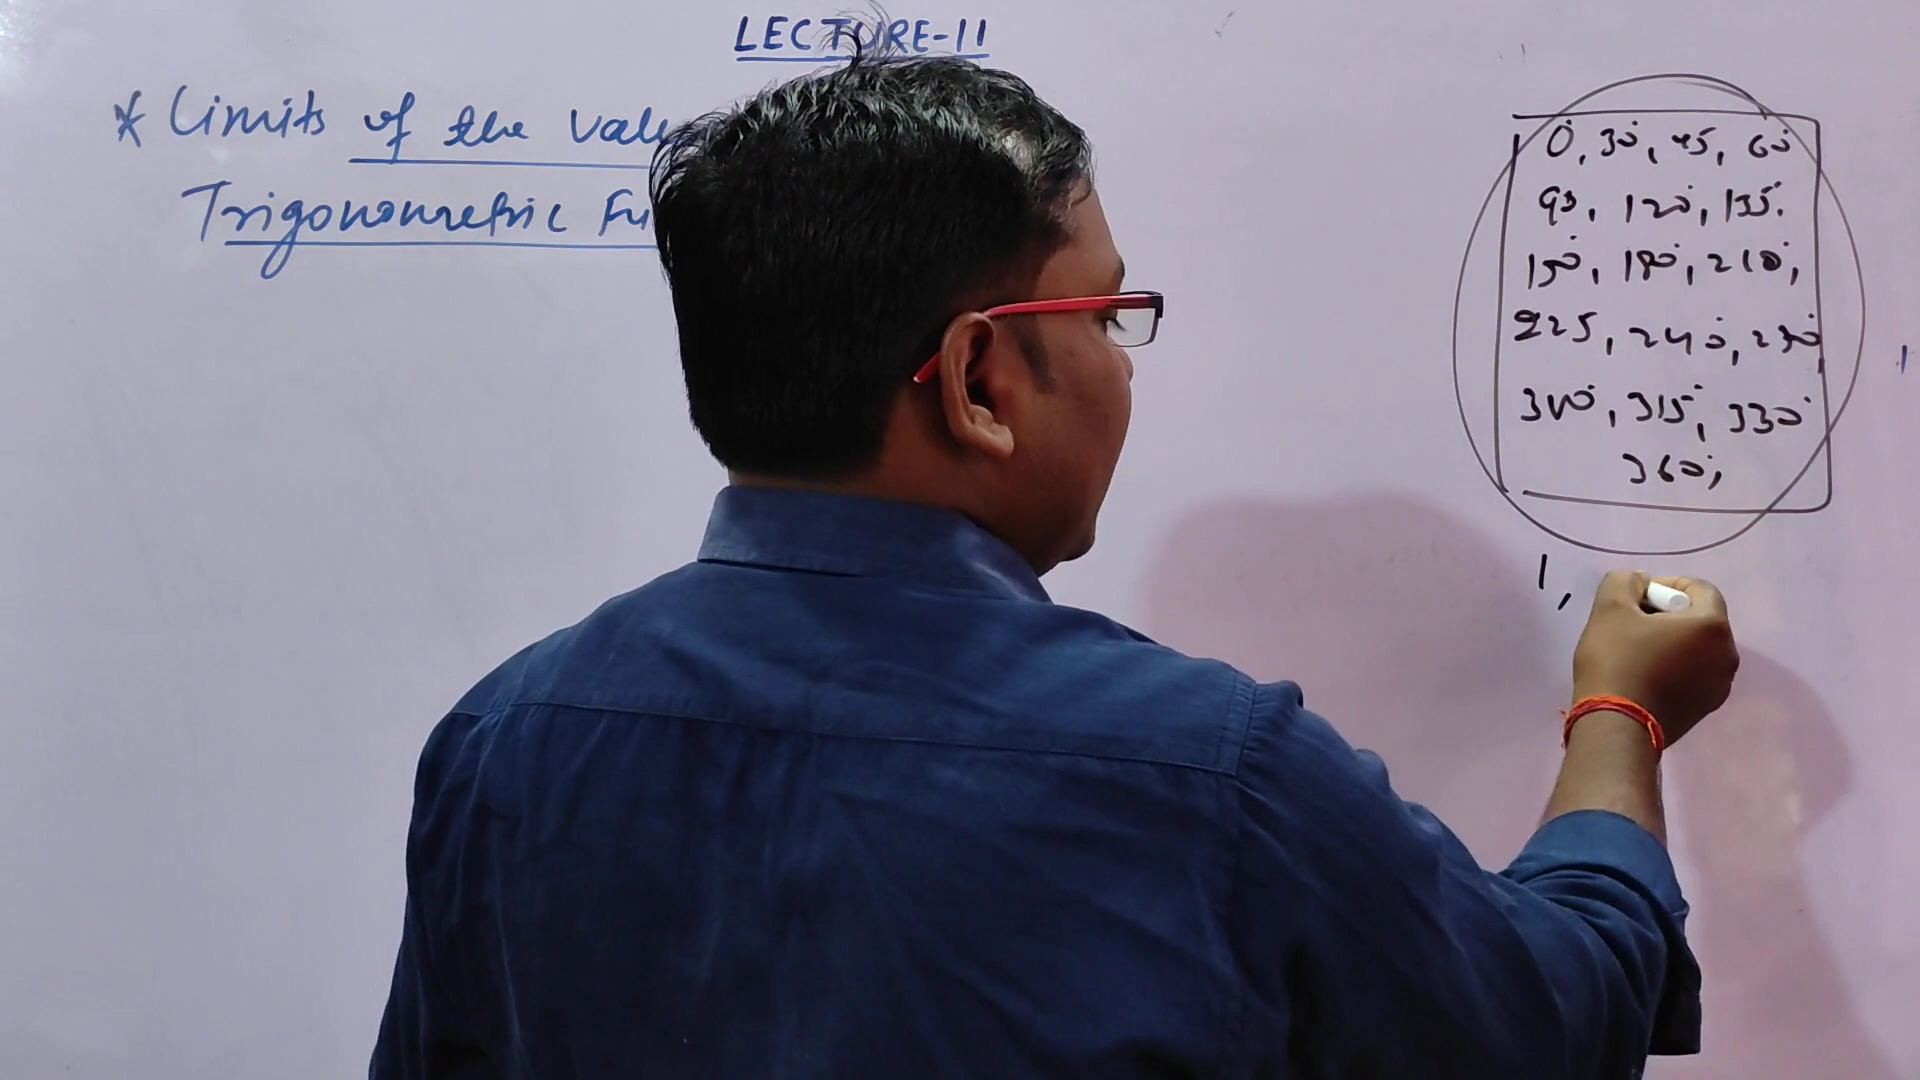 LECTURE-11
* Limits of the Valu
Trigonometric Fu
0°, 30°, 45, 60°
90, 120°, 135°
150°, 180°, 210°,
225, 240°, 270°
300°, 315°, 330°
360°,
1,